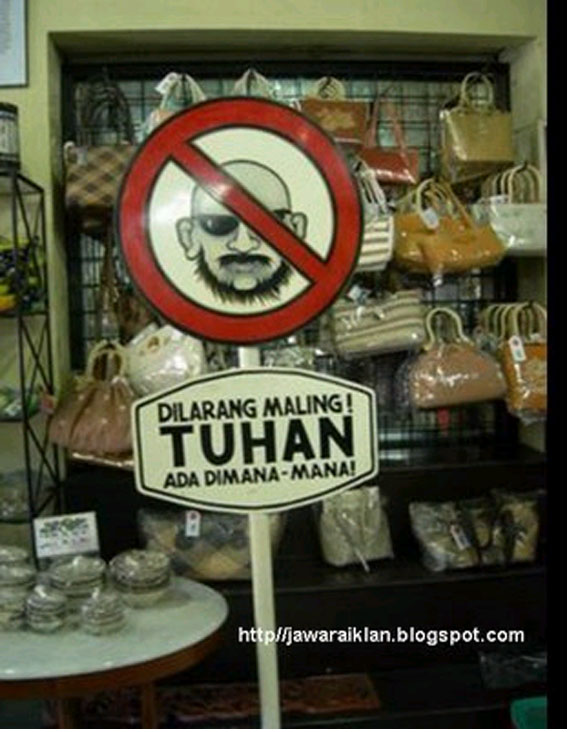 DILARANG MALING!
TUHAN
ADA DIMANA-MANA!
http//jawaraiklan.blogspot.com